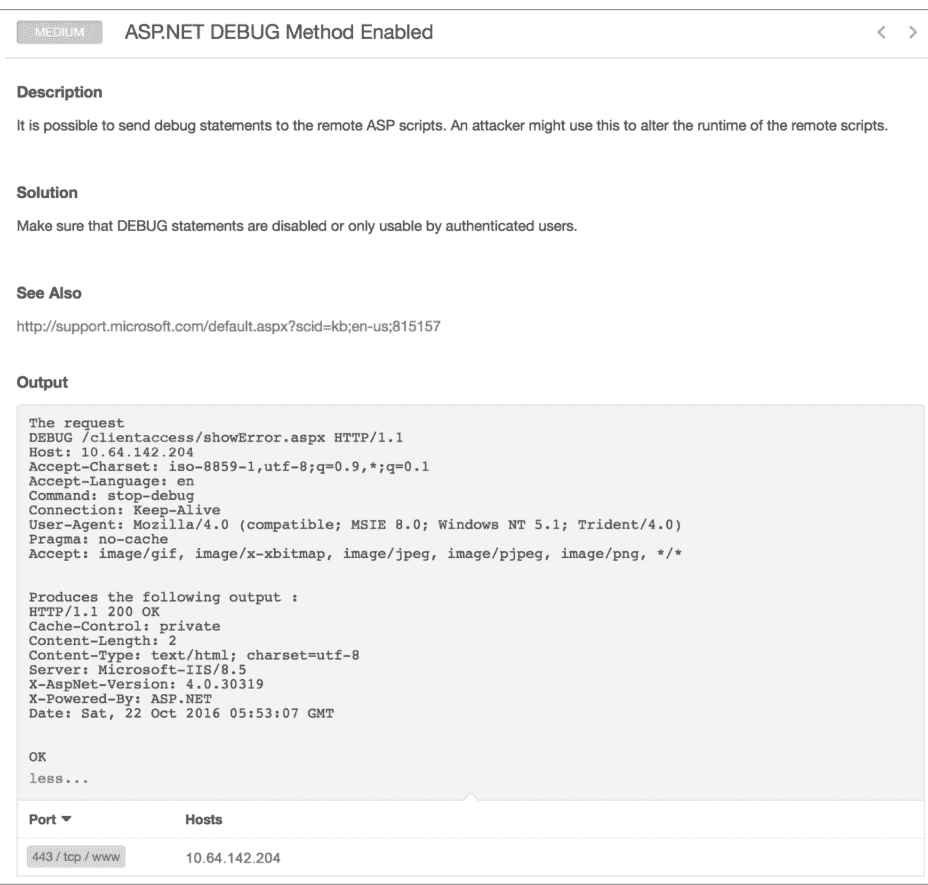 MEDIUM ASP.NET DEBUG Method Enabled < >
Description
It is possible to send debug statements to the remote ASP scripts. An attacker might use this to alter the runtime of the remote scripts.
Solution
Make sure that DEBUG statements are disabled or only usable by authenticated users.
See Also
http://support.microsoft.com/default.aspx?scid=kb;en-us;815157
Output
The request
DEBUG /clientaccess/showError.aspx HTTP/1.1
Host: 10.64.142.204
Accept-Charset: iso-8859-1,utf-8;q=0.9,*;q=0.1
Accept-Language: en
Command: stop-debug
Connection: Keep-Alive
User-Agent: Mozilla/4.0 (compatible; MSIE 8.0; Windows NT 5.1; Trident/4.0)
Pragma: no-cache
Accept: image/gif, image/x-xbitmap, image/jpeg, image/pjpeg, image/png, */*
Produces the following output :
HTTP/1.1 200 OK
Cache-Control: private
Content-Length: 2
Content-Type: text/html; charset=utf-8
Server: Microsoft-IIS/8.5
X-AspNet-Version: 4.0.30319
X-Powered-By: ASP.NET
Date: Sat, 22 Oct 2016 05:53:07 GMT
OK
less...
Port Hosts
443 / tcp / www 10.64.142.204